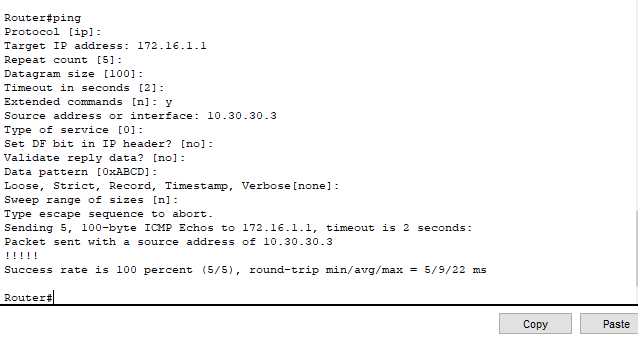 Router#ping
Protocol [ip]:
Target IP address: 172.16.1.1
Repeat count [5]:
Datagram size [100]:
Timeout in seconds [2]:
Extended commands [n]: y
Source address or interface: 10.30.30.3
Type of service [0]:
Set DF bit in IP header? [no]:
Validate reply data? [no]:
Data pattern [0xABCD]:
Loose, Strict, Record, Timestamp, Verbose[none]:
Sweep range of sizes [n]:
Type escape sequence to abort.
Sending 5, 100-byte ICMP Echos to 172.16.1.1, timeout is 2 seconds:
Packet sent with a source address of 10.30.30.3
!!!!!
Success rate is 100 percent (5/5), round-trip min/avg/max = 5/9/22 ms
Router#
Copy
Paste